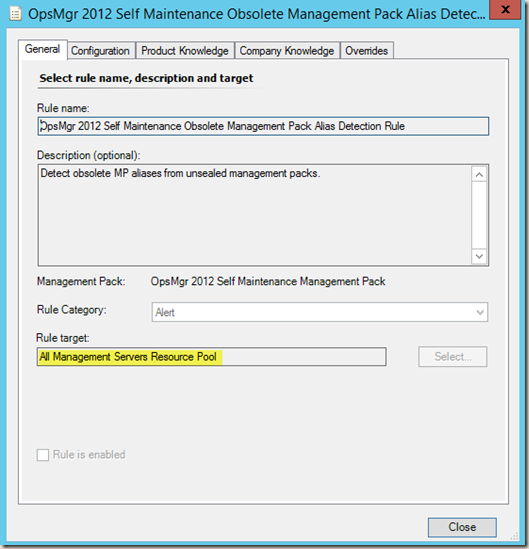 OpsMgr 2012 Self Maintenance Obsolete Management Pack Alias Detec...
x
General Configuration Product Knowledge Company Knowledge Overrides
Select rule name, description and target
Rule name:
OpsMgr 2012 Self Maintenance Obsolete Management Pack Alias Detection Rule
Description (optional):
Detect obsolete MP aliases from unsealed management packs.
Management Pack: OpsMgr 2012 Self Maintenance Management Pack
Rule Category: Alert
Rule target:
All Management Servers Resource Pool Select...
Rule is enabled
Close